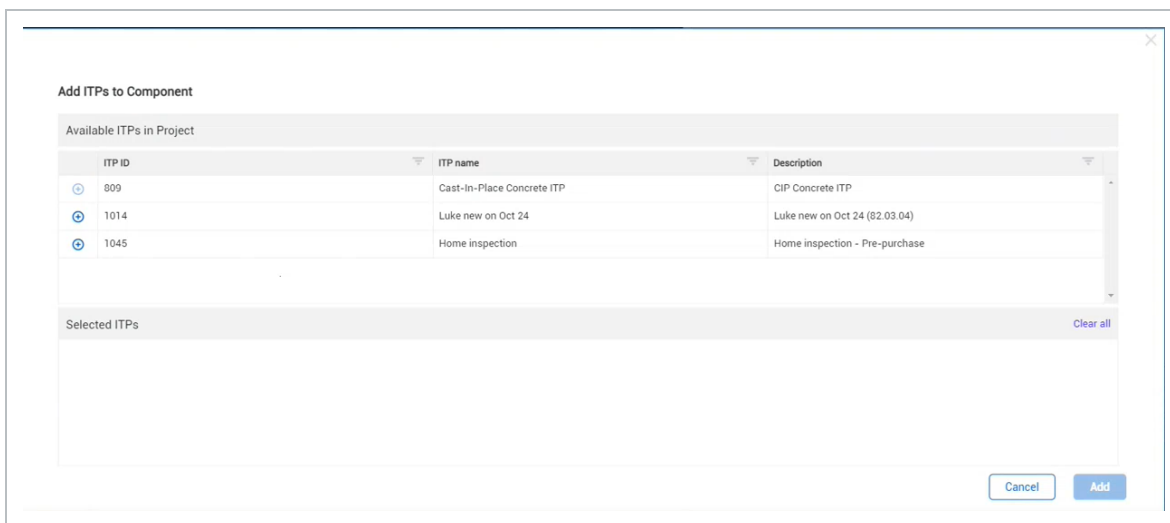 Add ITPs to Component
Available ITPs in Project
ITP ID ITP name Description
809 Cast-In-Place Concrete ITP CIP Concrete ITP
1014 Luke new on Oct 24 Luke new on Oct 24 (82.03.04)
1045 Home inspection Home inspection - Pre-purchase
Selected ITPs Clear all
Cancel Add